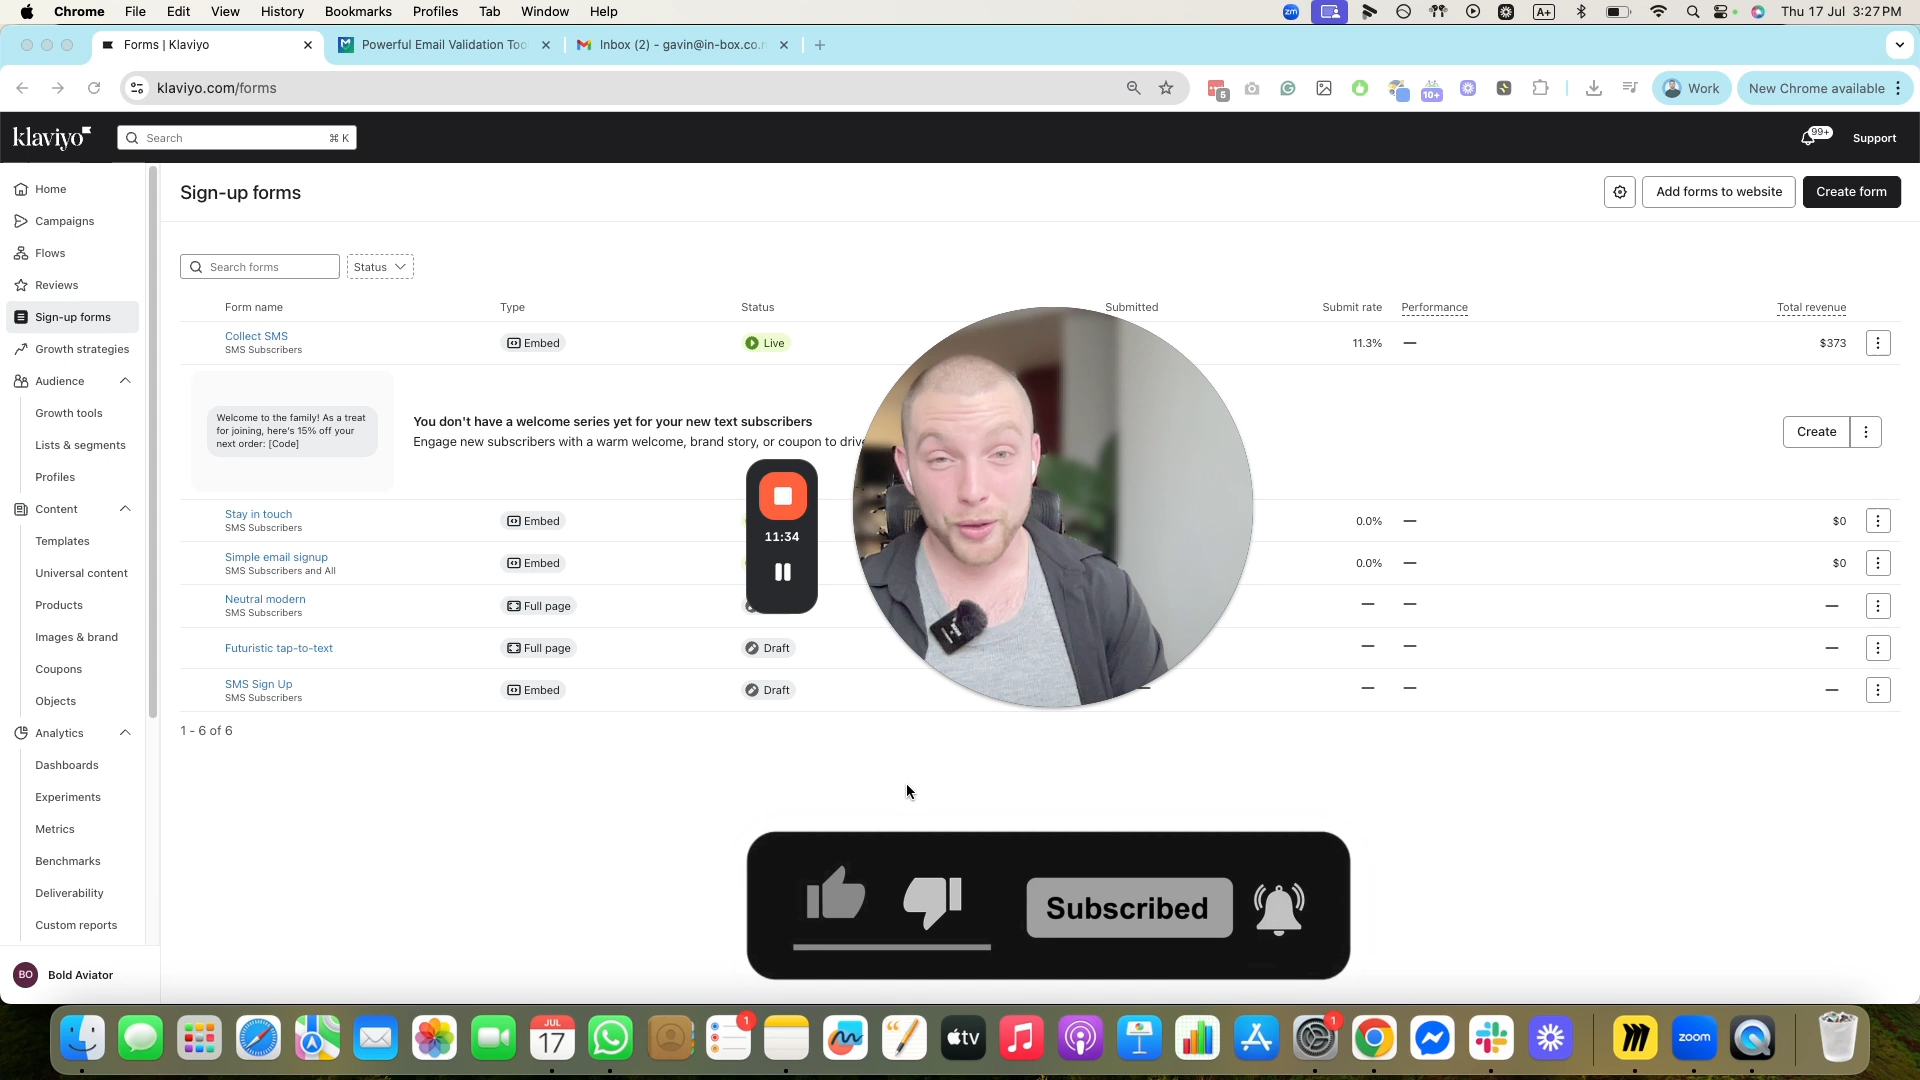 Chrome File Edit View History Bookmarks Profiles Tab Window Help
zm A+ Thu 17 Jul 3:27 PM
Forms | Klaviyo
Powerful Email Validation Too
Inbox (2) - gavin@in-box.co.
klaviyo.com/forms
5
10+
Work
New Chrome available
klaviyo
Search ⌘ K
99+
Support
Home
Campaigns
Flows
Reviews
Sign-up forms
Growth strategies
Audience
Growth tools
Lists & segments
Profiles
Content
Templates
Universal content
Products
Images & brand
Coupons
Objects
Analytics
Dashboards
Experiments
Metrics
Benchmarks
Deliverability
Custom reports
BO Bold Aviator
Sign-up forms
Add forms to website
Create form
Search forms
Status
Form name Type Status Submitted Submit rate Performance Total revenue
Collect SMS
SMS Subscribers
Embed Live 11.3% — $373
Welcome to the family! As a treat
for joining, here's 15% off your
next order: [Code]
You don't have a welcome series yet for your new text subscribers
Engage new subscribers with a warm welcome, brand story, or coupon to drive
Create
Stay in touch
SMS Subscribers
Embed 0.0% — $0
Simple email signup
SMS Subscribers and All
Embed 0.0% — $0
Neutral modern
SMS Subscribers
Full page — — —
Futuristic tap-to-text
Full page Draft — — —
SMS Sign Up
SMS Subscribers
Embed Draft — — — —
1 - 6 of 6
11:34
Subscribed
JUL
17
1
tv
1
zoom